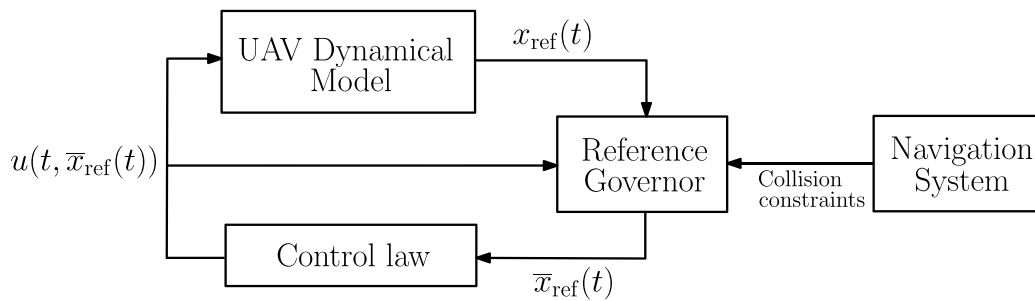 UAV Dynamical
Model
x_ref(t)
u(t, x̅_ref(t))
Reference
Governor
Navigation
System
Collision
constraints
Control law
x̅_ref(t)